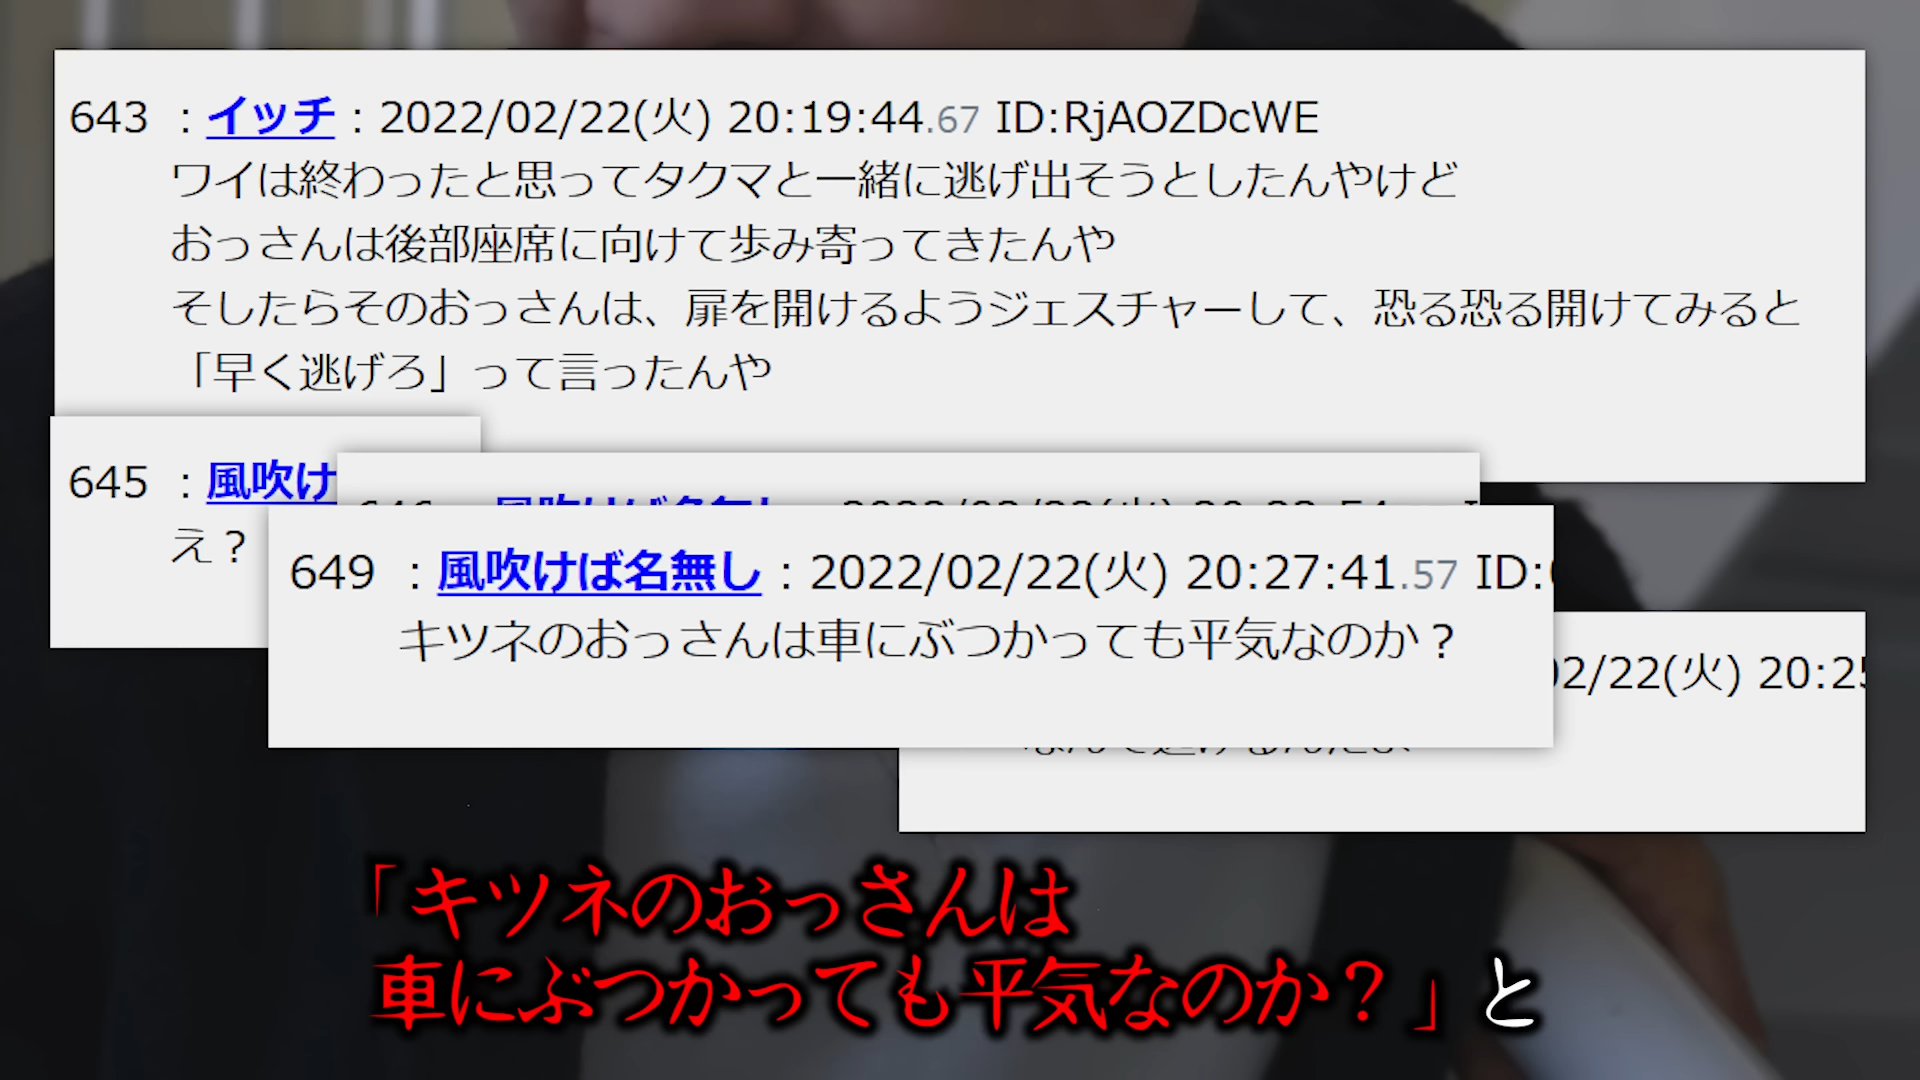 643 ：イッチ：2022/02/22(火) 20:19:44.67 ID:RjAOZDcWE
ワイは終わったと思ってタクマと一緒に逃げ出そうとしたんやけど
おっさんは後部座席に向けて歩み寄ってきたんや
そしたらそのおっさんは、扉を開けるようジェスチャーして、恐る恐る開けてみると
「早く逃げろ」って言ったんや
645 ：風吹け
え？
649 ：風吹けば名無し：2022/02/22(火) 20:27:41.57 ID:
キツネのおっさんは車にぶつかっても平気なのか？
02/22(火) 20:25
「キツネのおっさんは
車にぶつかっても平気なのか？」と